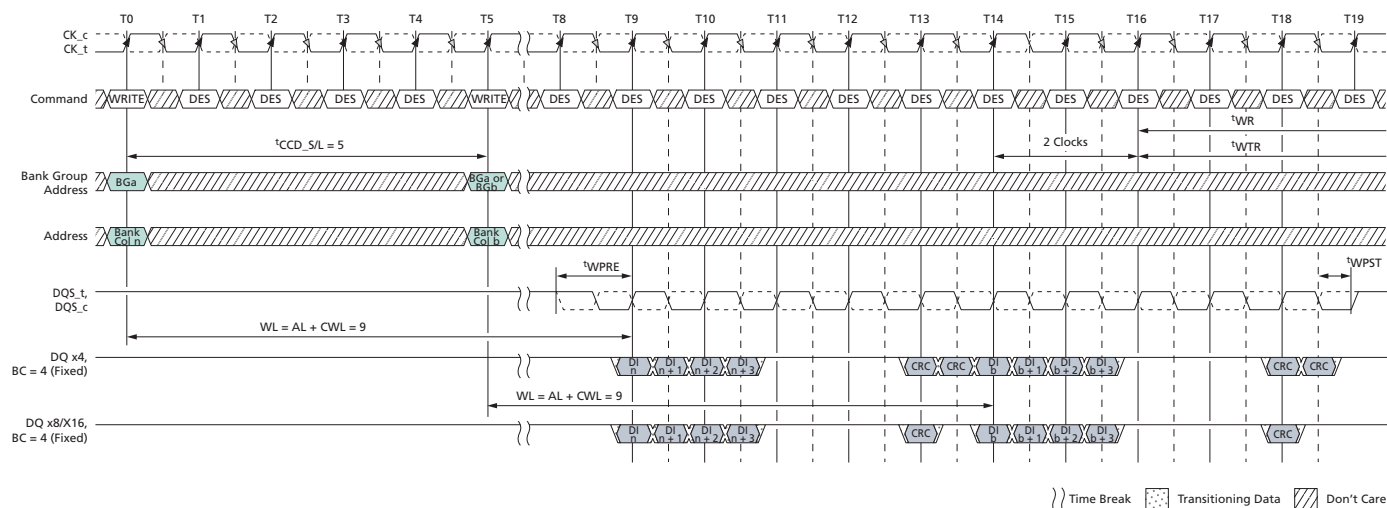 T0 T1 T2 T3 T4 T5 T8 T9 T10 T11 T12 T13 T14 T15 T16 T17 T18 T19
CK_c
CK_t
Command WRITE DES DES DES DES WRITE DES DES DES DES DES DES DES DES DES DES DES DES
tWR
tCCD_S/L = 5
2 Clocks
tWTR
Bank Group
Address
BGa
BGa or
BGb
Address
Bank
Col n
Bank
Col b
tWPRE
tWPST
DQS_t,
DQS_c
WL = AL + CWL = 9
DQ x4,
BC = 4 (Fixed)
DI
n
DI
n + 1
DI
n + 2
DI
n + 3
CRC
CRC
DI
b
DI
b + 1
DI
b + 2
DI
b + 3
CRC
CRC
WL = AL + CWL = 9
DQ x8/X16,
BC = 4 (Fixed)
DI
n
DI
n + 1
DI
n + 2
DI
n + 3
CRC
DI
b
DI
b + 1
DI
b + 2
DI
b + 3
CRC
Time Break Transitioning Data Don't Care